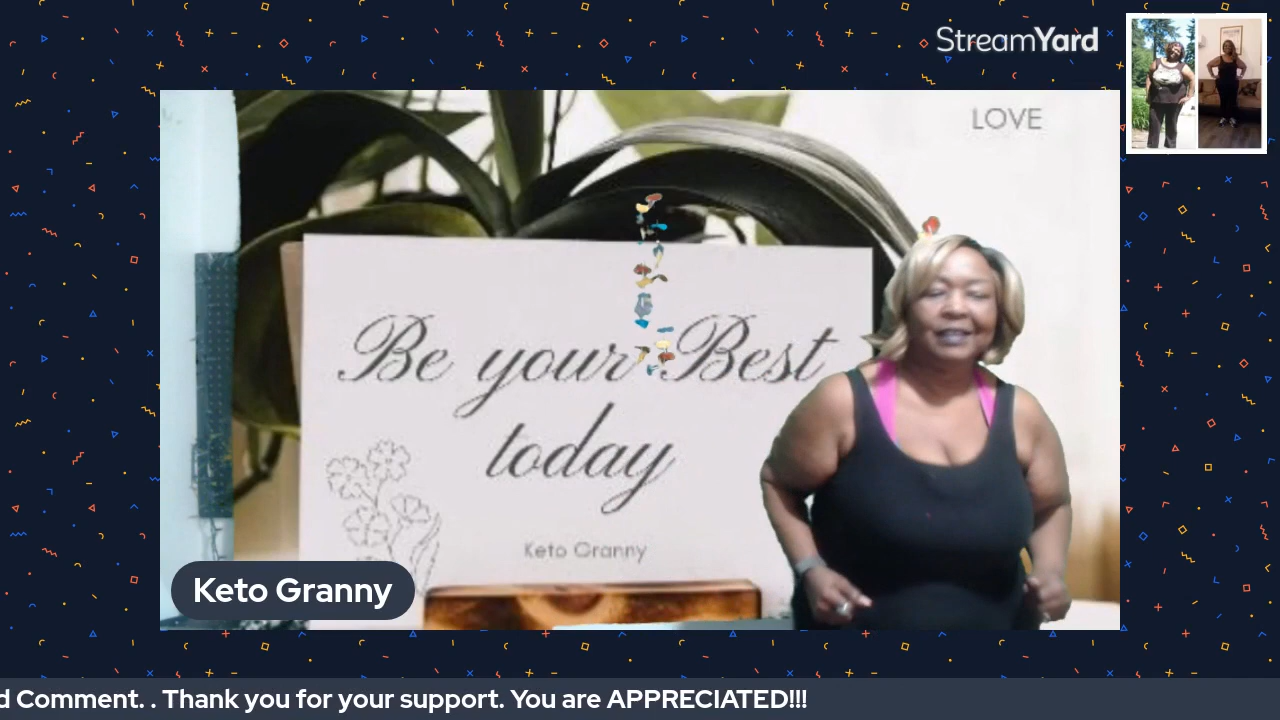 StreamYard
LOVE
Be your Best
today
Keto Granny
Keto Granny
d Comment. . Thank you for your support. You are APPRECIATED!!!